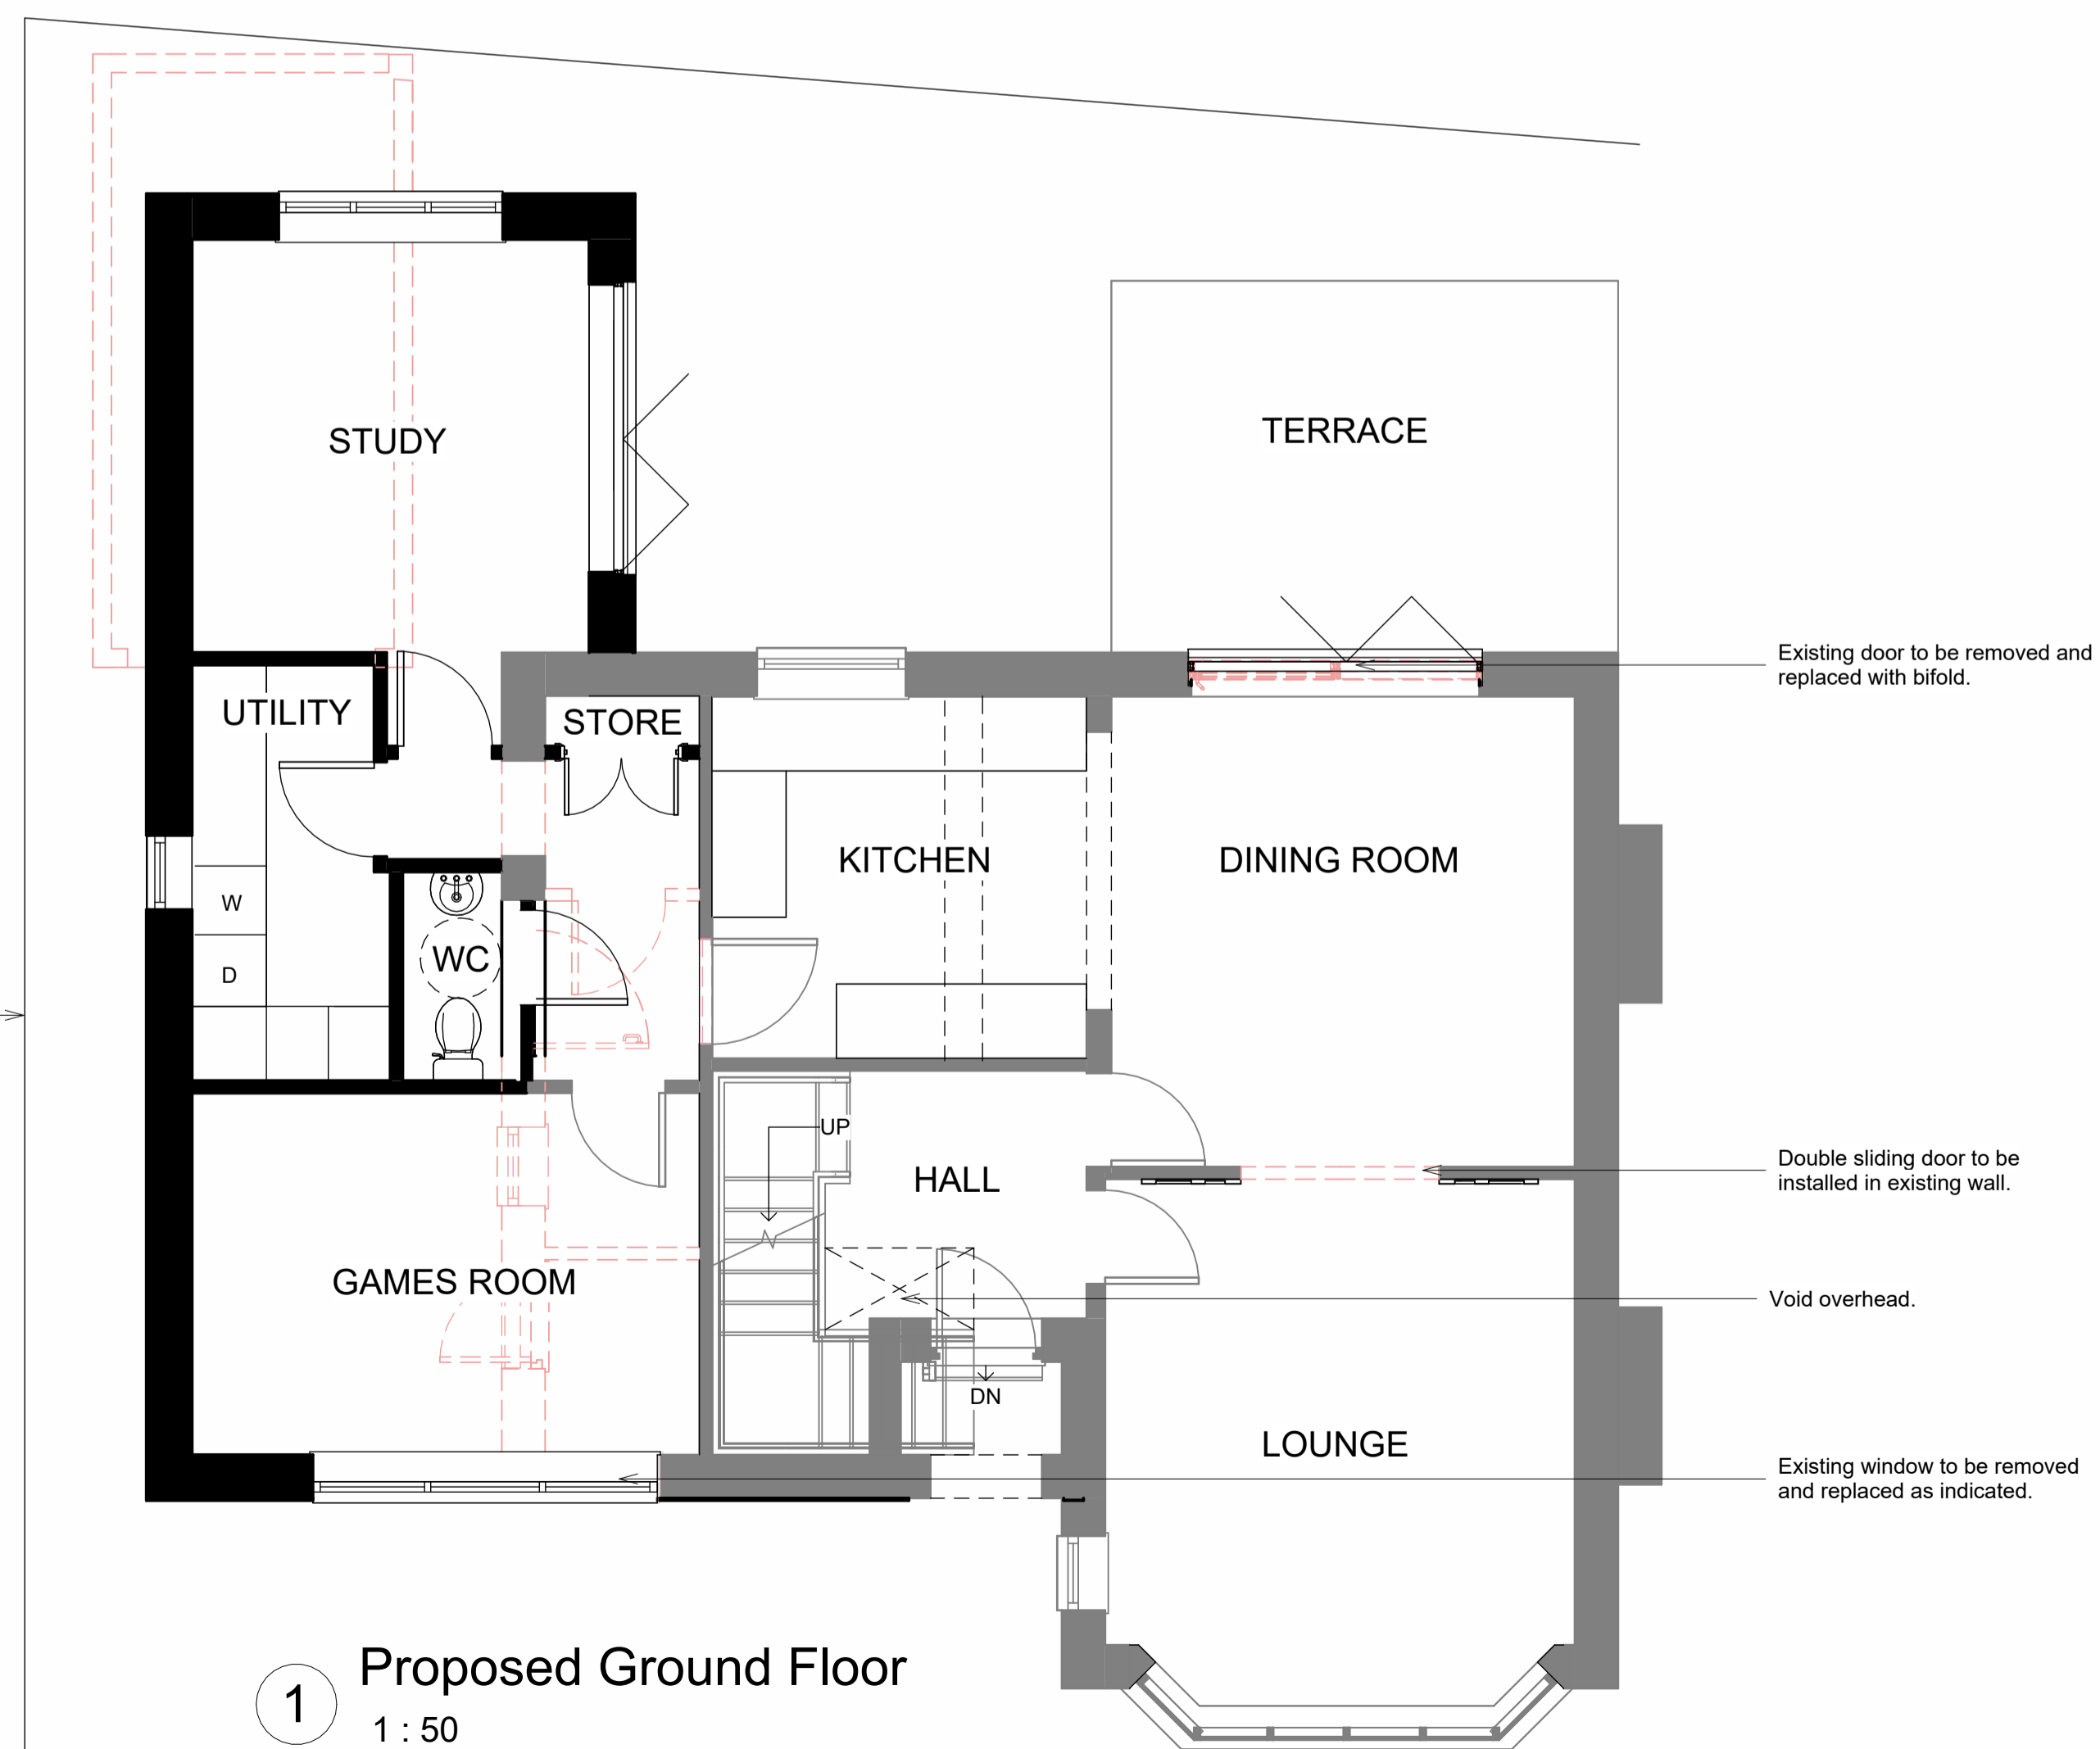 STUDY
TERRACE
Existing door to be removed and
replaced with bifold.
UTILITY
STORE
KITCHEN
DINING ROOM
W
WC
D
UP
HALL
Double sliding door to be
installed in existing wall.
GAMES ROOM
Void overhead.
DN
LOUNGE
Existing window to be removed
and replaced as indicated.
1
Proposed Ground Floor
1 : 50